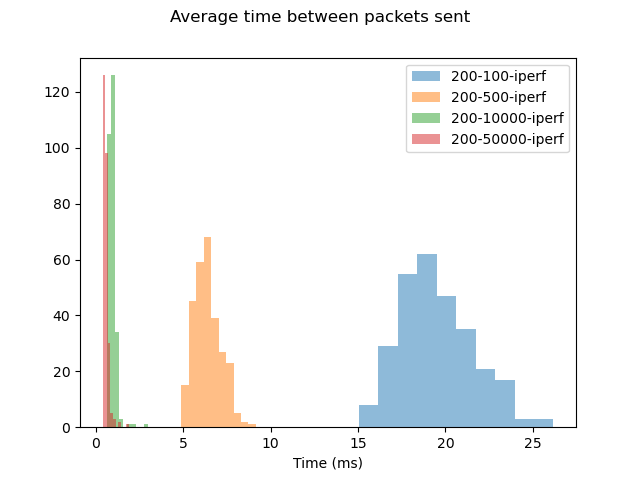 Average time between packets sent
200-100-iperf
200-500-iperf
200-10000-iperf
200-50000-iperf
120
100
80
60
40
20
0
0 5 10 15 20 25
Time (ms)